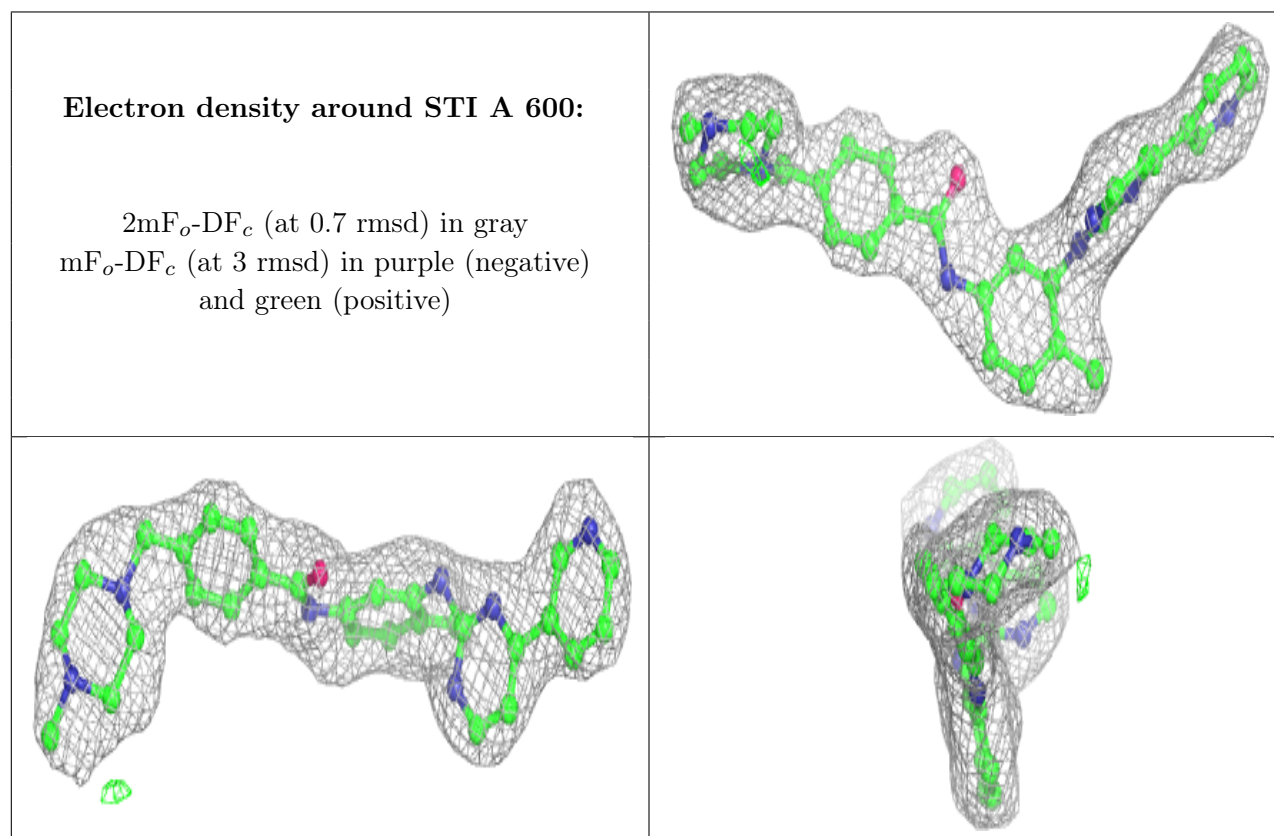 Electron density around STI A 600:
2mFₒ-DF𝒸 (at 0.7 rmsd) in gray
mFₒ-DF𝒸 (at 3 rmsd) in purple (negative)
and green (positive)